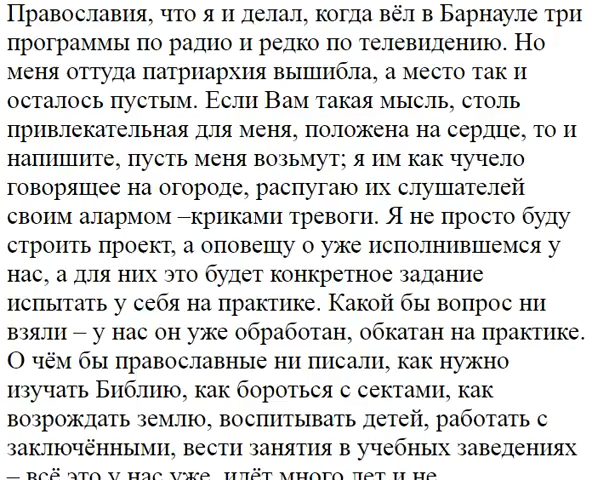 Православия, что я и делал, когда вёл в Барнауле три
программы по радио и редко по телевидению. Но
меня оттуда патриархия вышибла, а место так и
осталось пустым. Если Вам такая мысль, столь
привлекательная для меня, положена на сердце, то и
напишите, пусть меня возьмут; я им как чучело
говорящее на огороде, распугаю их слушателей
своим алармом –криками тревоги. Я не просто буду
строить проект, а оповещу о уже исполнившемся у
нас, а для них это будет конкретное задание
испытать у себя на практике. Какой бы вопрос ни
взяли – у нас он уже обработан, обкатан на практике.
О чём бы православные ни писали, как нужно
изучать Библию, как бороться с сектами, как
возрождать землю, воспитывать детей, работать с
заключёнными, вести занятия в учебных заведениях
– всё это у нас уже идёт много лет и не